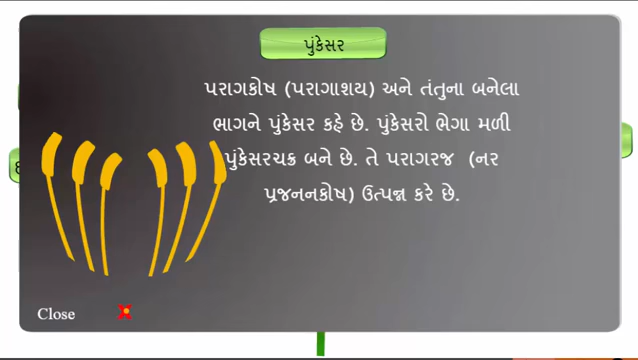 પુંકેસર
પરાગકોષ (પરાગાશય) અને તંતુના બનેલા
ભાગને પુંકેસર કહે છે. પુંકેસરો ભેગા મળી
પુંકેસરચક્ર બને છે. તે પરાગરજ (નર
પ્રજનનકોષ) ઉત્પન્ન કરે છે.
Close